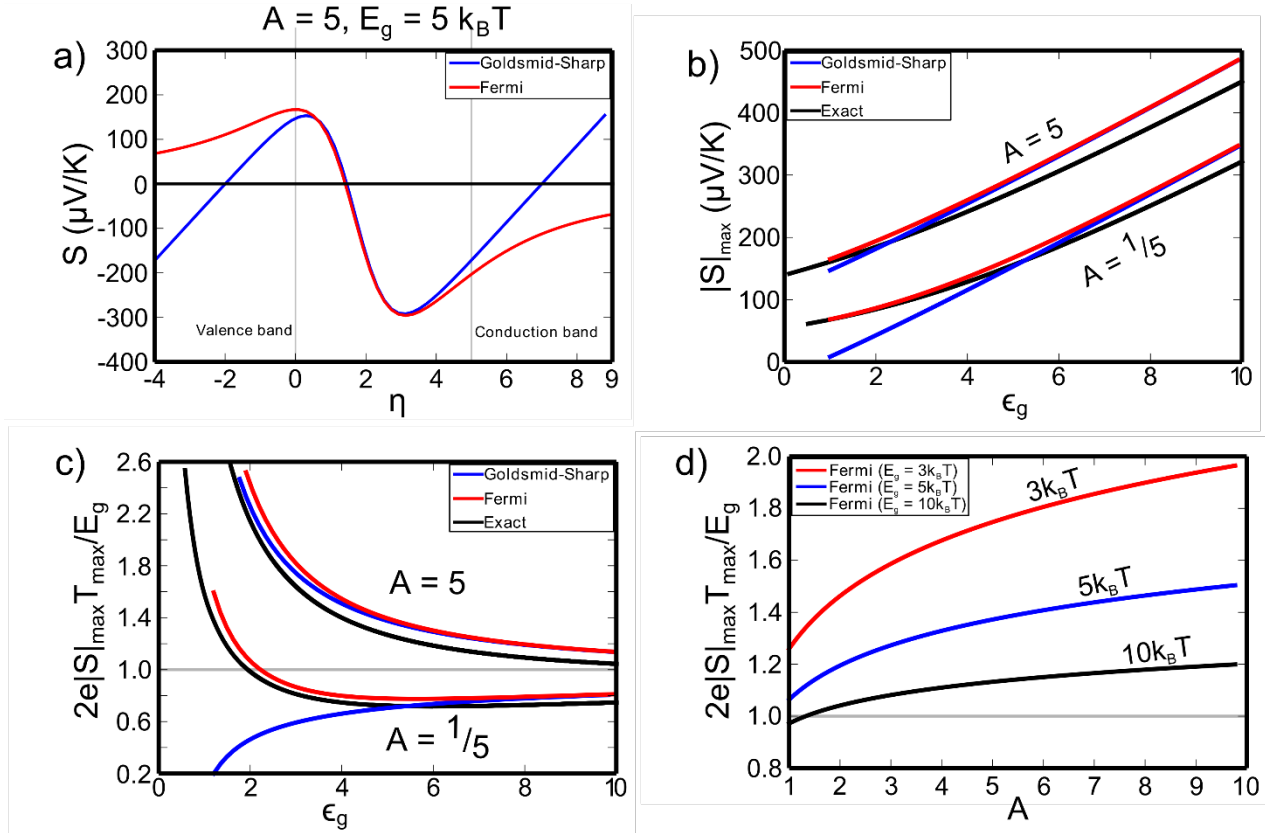 A = 5, E_g = 5 k_BT
a)
300
200
100
0
-100
-200
-300
-400
S (µV/K)
Goldsmid-Sharp
Fermi
Valence band
Conduction band
-4
-2
0
2
4
6
8
9
η
b)
500
400
300
200
100
0
|S|_max (µV/K)
Goldsmid-Sharp
Fermi
Exact
A = 5
A = 1/5
0
2
4
6
8
10
ϵ_g
c)
2.6
2.2
1.8
1.4
1.0
0.6
0.2
2e|S|_maxT_max/E_g
Goldsmid-Sharp
Fermi
Exact
A = 5
A = 1/5
0
2
4
6
8
10
ϵ_g
d)
2.0
1.8
1.6
1.4
1.2
1.0
0.8
2e|S|_maxT_max/E_g
Fermi (E_g = 3k_BT)
Fermi (E_g = 5k_BT)
Fermi (E_g = 10k_BT)
3k_BT
5k_BT
10k_BT
1
2
3
4
5
6
7
8
9
10
A